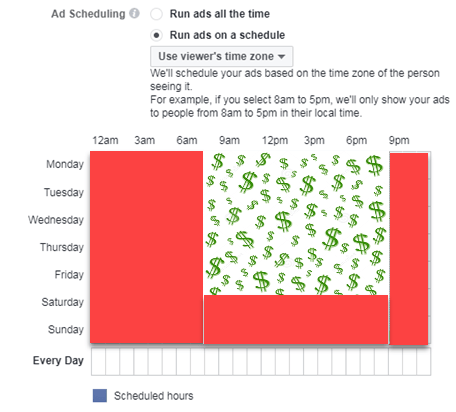 Ad Scheduling
Run ads all the time
Run ads on a schedule
Use viewer's time zone
We'll schedule your ads based on the time zone of the person
seeing it.
For example, if you select 8am to 5pm, we'll only show your ads
to people from 8am to 5pm in their local time.
12am 3am 6am 9am 12pm 3pm 6pm 9pm
Monday
Tuesday
Wednesday
Thursday
Friday
Saturday
Sunday
Every Day
Scheduled hours